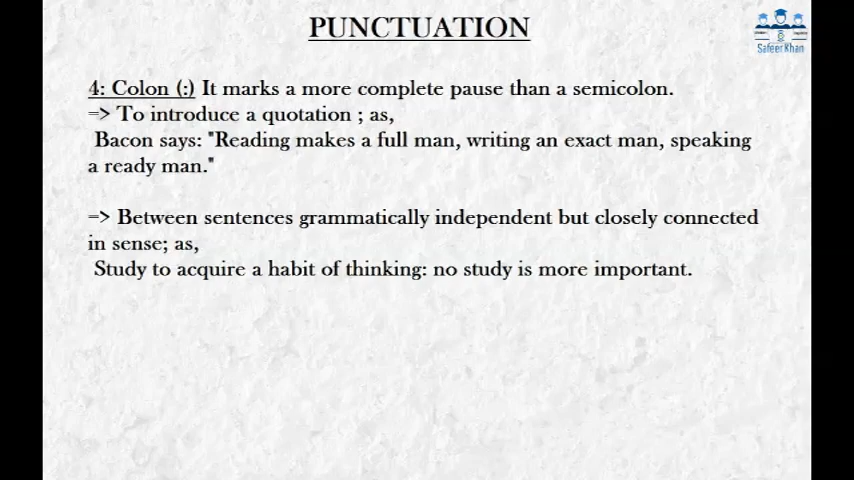 PUNCTUATION
Safeer Khan
4: Colon (:) It marks a more complete pause than a semicolon.
=> To introduce a quotation ; as,
Bacon says: "Reading makes a full man, writing an exact man, speaking
a ready man."
=> Between sentences grammatically independent but closely connected
in sense; as,
Study to acquire a habit of thinking: no study is more important.